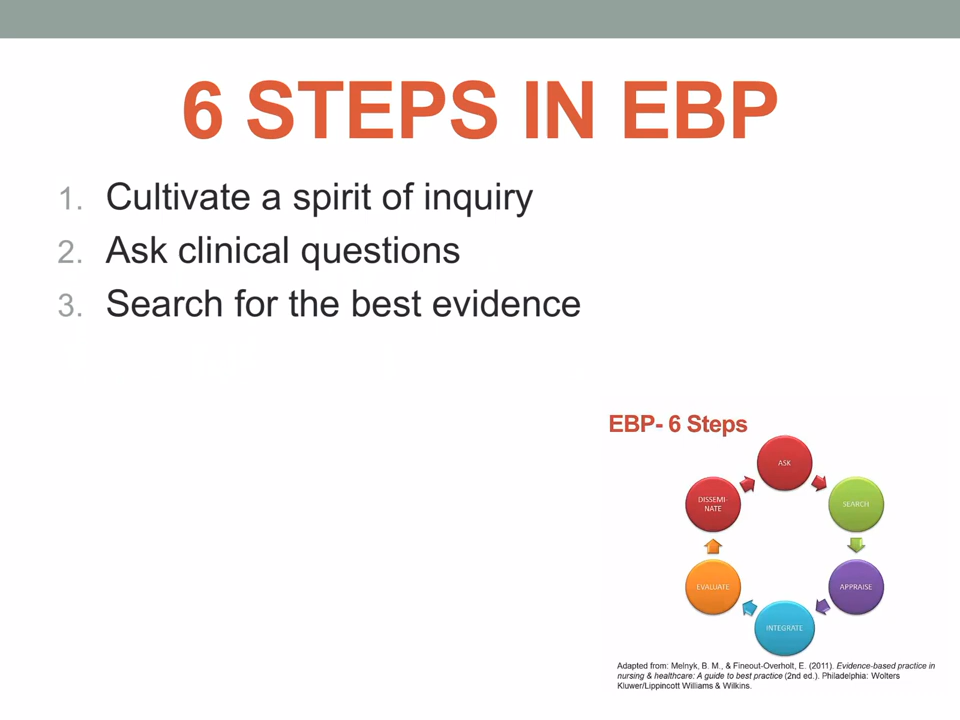 6 STEPS IN EBP
1. Cultivate a spirit of inquiry
2. Ask clinical questions
3. Search for the best evidence
EBP- 6 Steps
ASK
SEARCH
APPRAISE
INTEGRATE
EVALUATE
DISSEMI-
NATE
Adapted from: Melnyk, B. M., & Fineout-Overholt, E. (2011). Evidence-based practice in
nursing & healthcare: A guide to best practice (2nd ed.). Philadelphia: Wolters
Kluwer/Lippincott Williams & Wilkins.